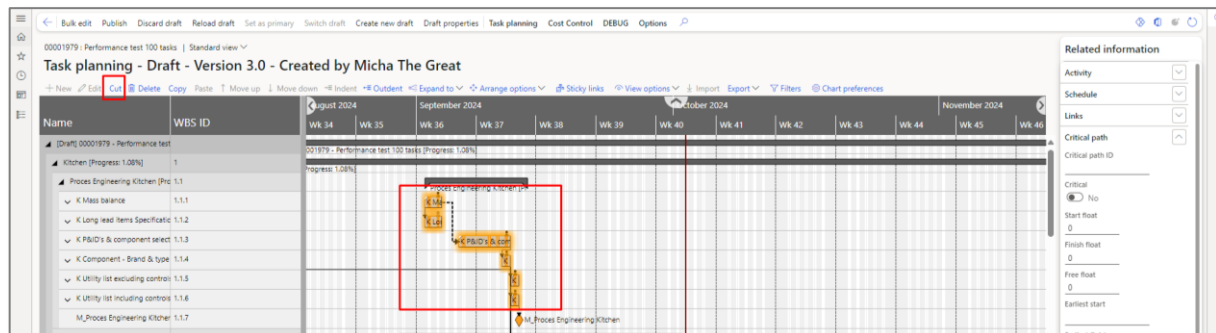 Bulk edit Publish Discard draft Reload draft Set as primary Switch draft Create new draft Draft properties Task planning Cost Control DEBUG Options
00001979 : Performance test 100 tasks | Standard view
Task planning - Draft - Version 3.0 - Created by Micha The Great
New Edit Cut Delete Copy Paste Move up Move down Indent Outdent Expand to Arrange options Sticky links View options Import Export Filters Chart preferences
Related information
Activity
Schedule
Links
Critical path
Critical path ID
Critical
No
Start float
0
Finish float
0
Free float
0
Earliest start
August 2024 September 2024 October 2024 November 2024
Name WBS ID Wk 34 Wk 35 Wk 36 Wk 37 Wk 38 Wk 39 Wk 40 Wk 41 Wk 42 Wk 43 Wk 44 Wk 45 Wk 46
[Draft] 00001979 - Performance test
001979 - Performance test 100 tasks [Progress: 1.08%]
Kitchen [Progress: 1.08%] 1
Progress: 1.08%]
Proces Engineering Kitchen [Prc 1.1
Proces Engineering Kitchen [P
K Mass balance 1.1.1
K Ma
K Long lead items Specificatic 1.1.2
K Lo
K P&ID's & component select 1.1.3
K P&ID's & com
K Component - Brand & type 1.1.4
K
K Utility list excluding control: 1.1.5
K
K Utility list including controls 1.1.6
K
M_Proces Engineering Kitcher 1.1.7
M_Proces Engineering Kitchen